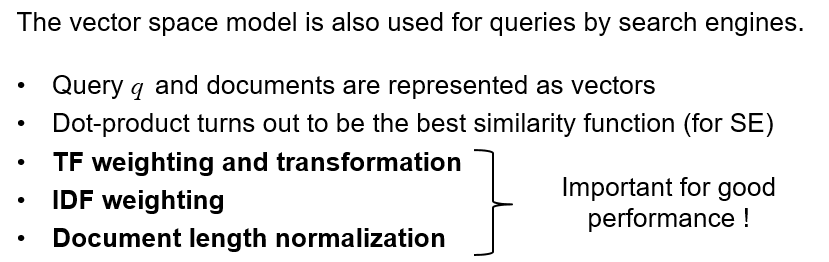 The vector space model is also used for queries by search engines.
• Query q and documents are represented as vectors
• Dot-product turns out to be the best similarity function (for SE)
• TF weighting and transformation
• IDF weighting
• Document length normalization
Important for good
performance !